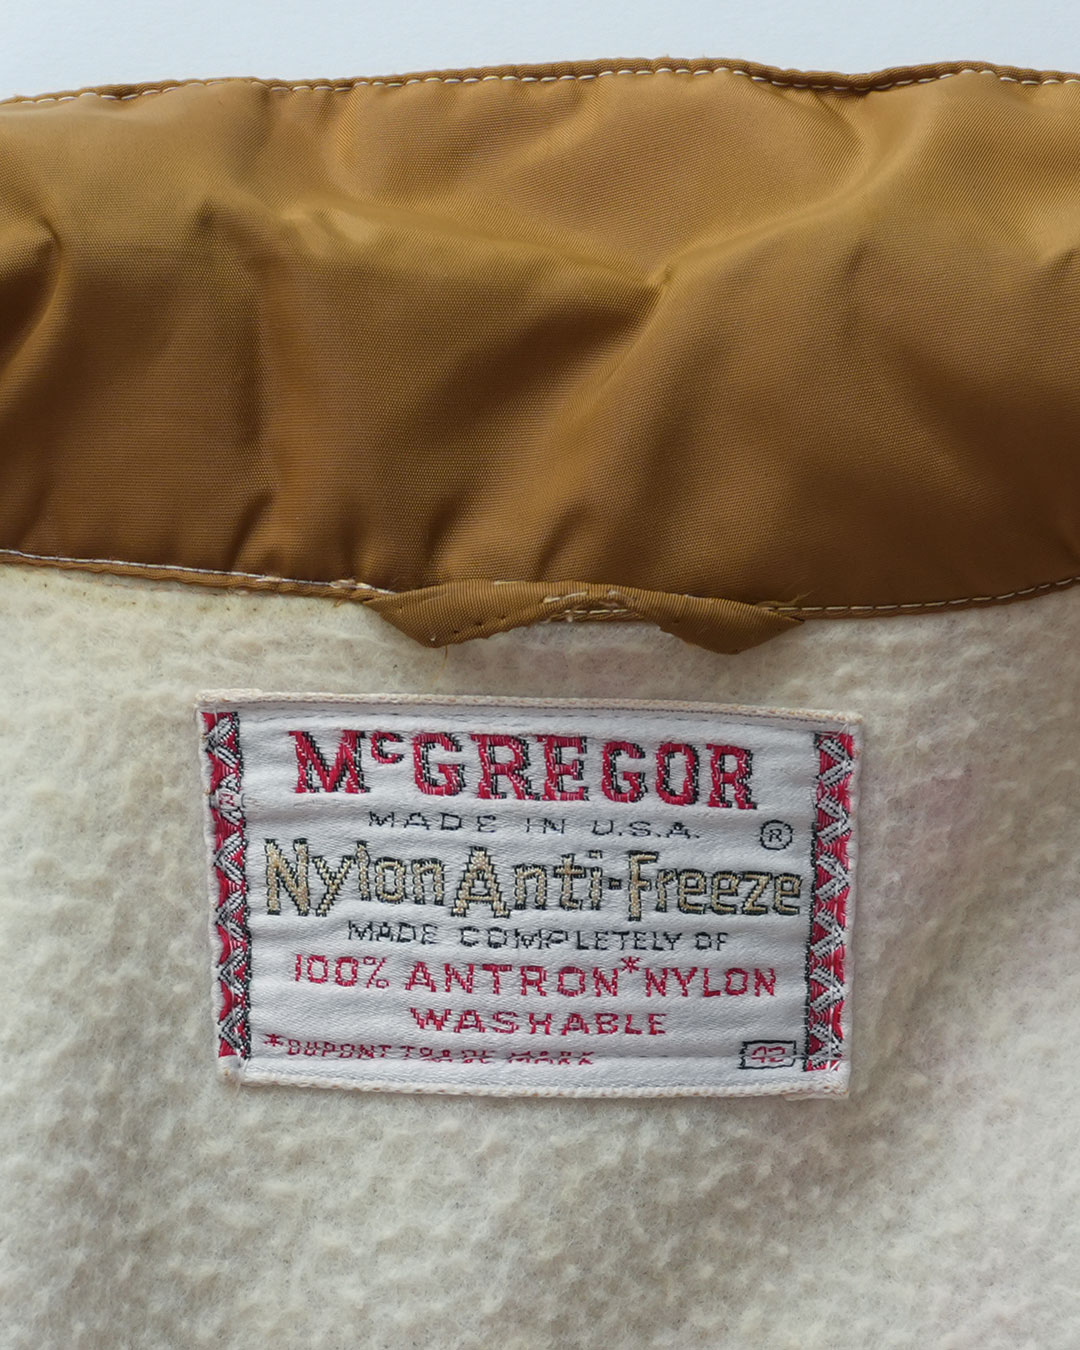 McGREGOR
MADE IN U.S.A. ®
Nylon Anti-Freeze
MADE COMPLETELY OF
100% ANTRON*NYLON
WASHABLE
*DUPONT TRADE MARK 42